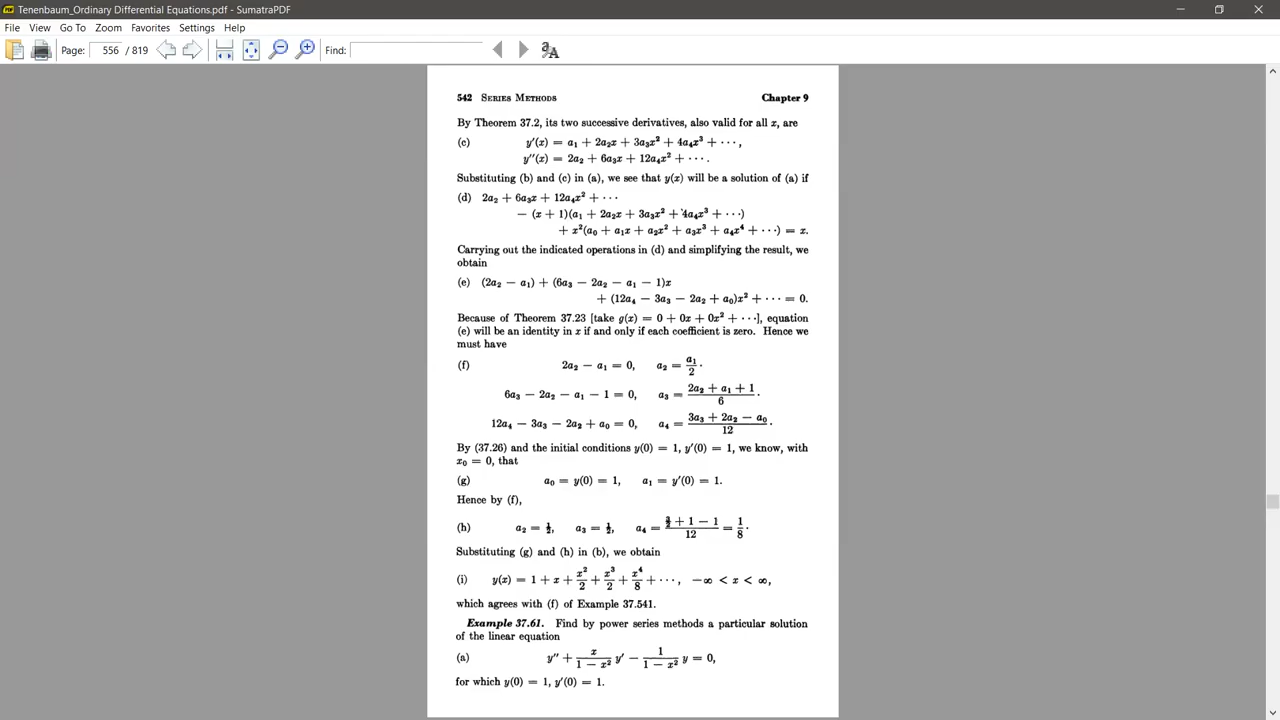 Tenenbaum_Ordinary Differential Equations.pdf - SumatraPDF
File View Go To Zoom Favorites Settings Help
Page: 556 / 819 Find:
542 SERIES METHODS Chapter 9
By Theorem 37.2, its two successive derivatives, also valid for all x, are
(c) y′(x) = a₁ + 2a₂x + 3a₃x² + 4a₄x³ + · · ·,
y′′(x) = 2a₂ + 6a₃x + 12a₄x² + · · ·.
Substituting (b) and (c) in (a), we see that y(x) will be a solution of (a) if
(d) 2a₂ + 6a₃x + 12a₄x² + · · ·
− (x + 1)(a₁ + 2a₂x + 3a₃x² + 4a₄x³ + · · ·)
+ x²(a₀ + a₁x + a₂x² + a₃x³ + a₄x⁴ + · · ·) = x.
Carrying out the indicated operations in (d) and simplifying the result, we
obtain
(e) (2a₂ − a₁) + (6a₃ − 2a₂ − a₁ − 1)x
+ (12a₄ − 3a₃ − 2a₂ + a₀)x² + · · · = 0.
Because of Theorem 37.23 [take g(x) = 0 + 0x + 0x² + · · ·], equation
(e) will be an identity in x if and only if each coefficient is zero. Hence we
must have
(f) 2a₂ − a₁ = 0, a₂ = a₁/2.
6a₃ − 2a₂ − a₁ − 1 = 0, a₃ = (2a₂ + a₁ + 1)/6.
12a₄ − 3a₃ − 2a₂ + a₀ = 0, a₄ = (3a₃ + 2a₂ − a₀)/12.
By (37.26) and the initial conditions y(0) = 1, y′(0) = 1, we know, with
x₀ = 0, that
(g) a₀ = y(0) = 1, a₁ = y′(0) = 1.
Hence by (f),
(h) a₂ = ½, a₃ = ½, a₄ = (3/2 + 1 − 1)/12 = 1/8.
Substituting (g) and (h) in (b), we obtain
(i) y(x) = 1 + x + x²/2 + x³/2 + x⁴/8 + · · ·, −∞ < x < ∞,
which agrees with (f) of Example 37.541.
Example 37.61. Find by power series methods a particular solution
of the linear equation
(a) y′′ + x/(1 − x²) y′ − 1/(1 − x²) y = 0,
for which y(0) = 1, y′(0) = 1.